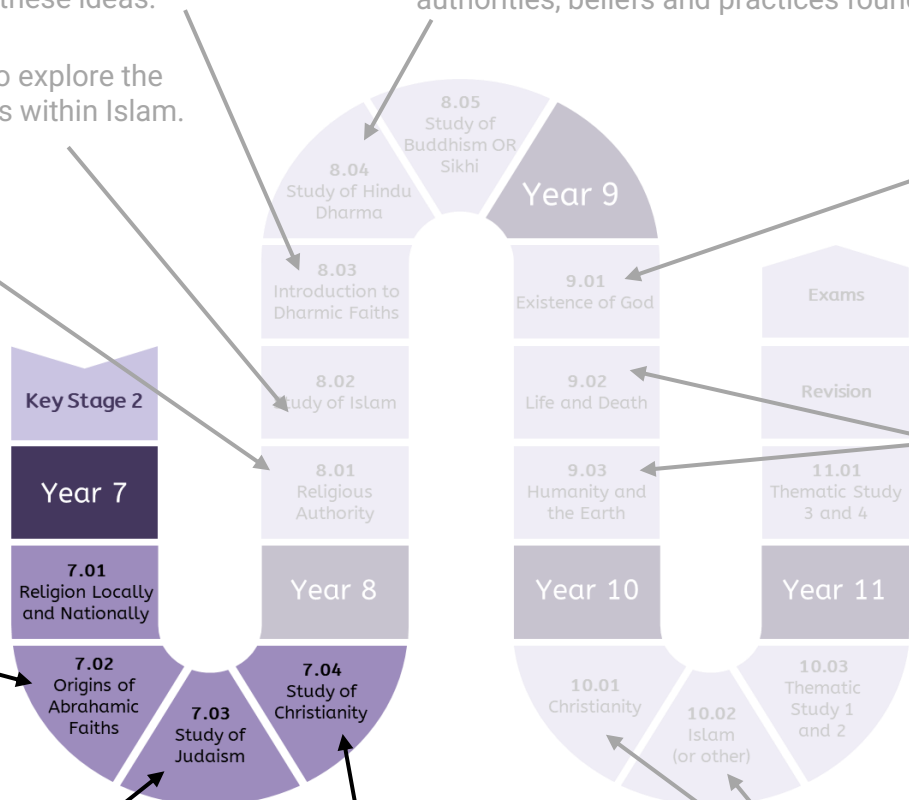 these ideas.
authorities, beliefs and practices found
o explore the
s within Islam.
Key Stage 2
Year 7
7.01
Religion Locally
and Nationally
7.02
Origins of
Abrahamic
Faiths
7.03
Study of
Judaism
7.04
Study of
Christianity
Year 8
8.01
Religious
Authority
8.02
tudy of Islam
8.03
Introduction to
Dharmic Faiths
8.04
Study of Hindu
Dharma
8.05
Study of
Buddhism OR
Sikhi
Year 9
9.01
Existence of God
9.02
Life and Death
9.03
Humanity and
the Earth
Year 10
10.01
Christianity
10.02
Islam
(or other)
10.03
Thematic
Study 1
and 2
Year 11
11.01
Thematic Study
3 and 4
Revision
Exams